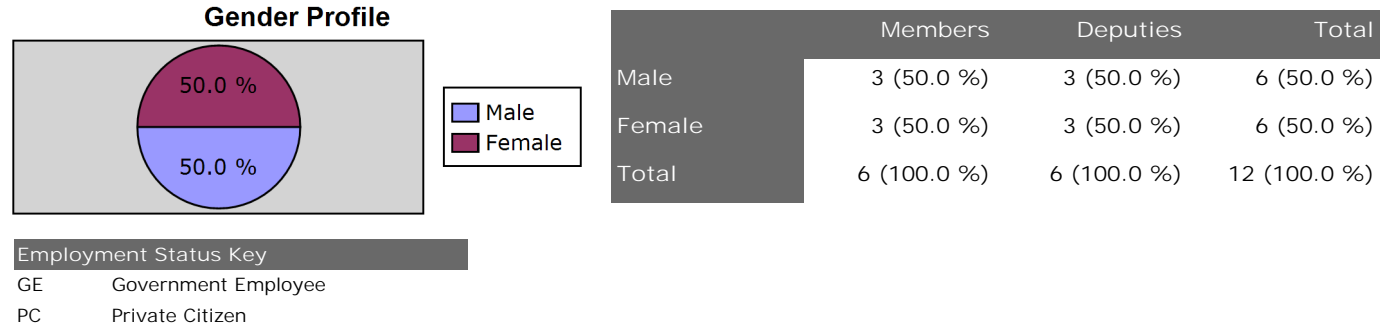 Gender Profile
50.0 %
50.0 %
Male
Female
Members Deputies Total
Male 3 (50.0 %) 3 (50.0 %) 6 (50.0 %)
Female 3 (50.0 %) 3 (50.0 %) 6 (50.0 %)
Total 6 (100.0 %) 6 (100.0 %) 12 (100.0 %)
Employment Status Key
GE Government Employee
PC Private Citizen